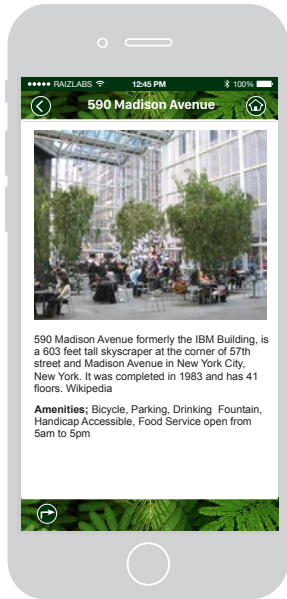 ●●●●● RAIZLABS 12:45 PM 100%
590 Madison Avenue
590 Madison Avenue formerly the IBM Building, is
a 603 feet tall skyscraper at the corner of 57th
street and Madison Avenue in New York City,
New York. It was completed in 1983 and has 41
floors. Wikipedia
Amenities; Bicycle, Parking, Drinking  Fountain,
Handicap Accessible, Food Service open from
5am to 5pm